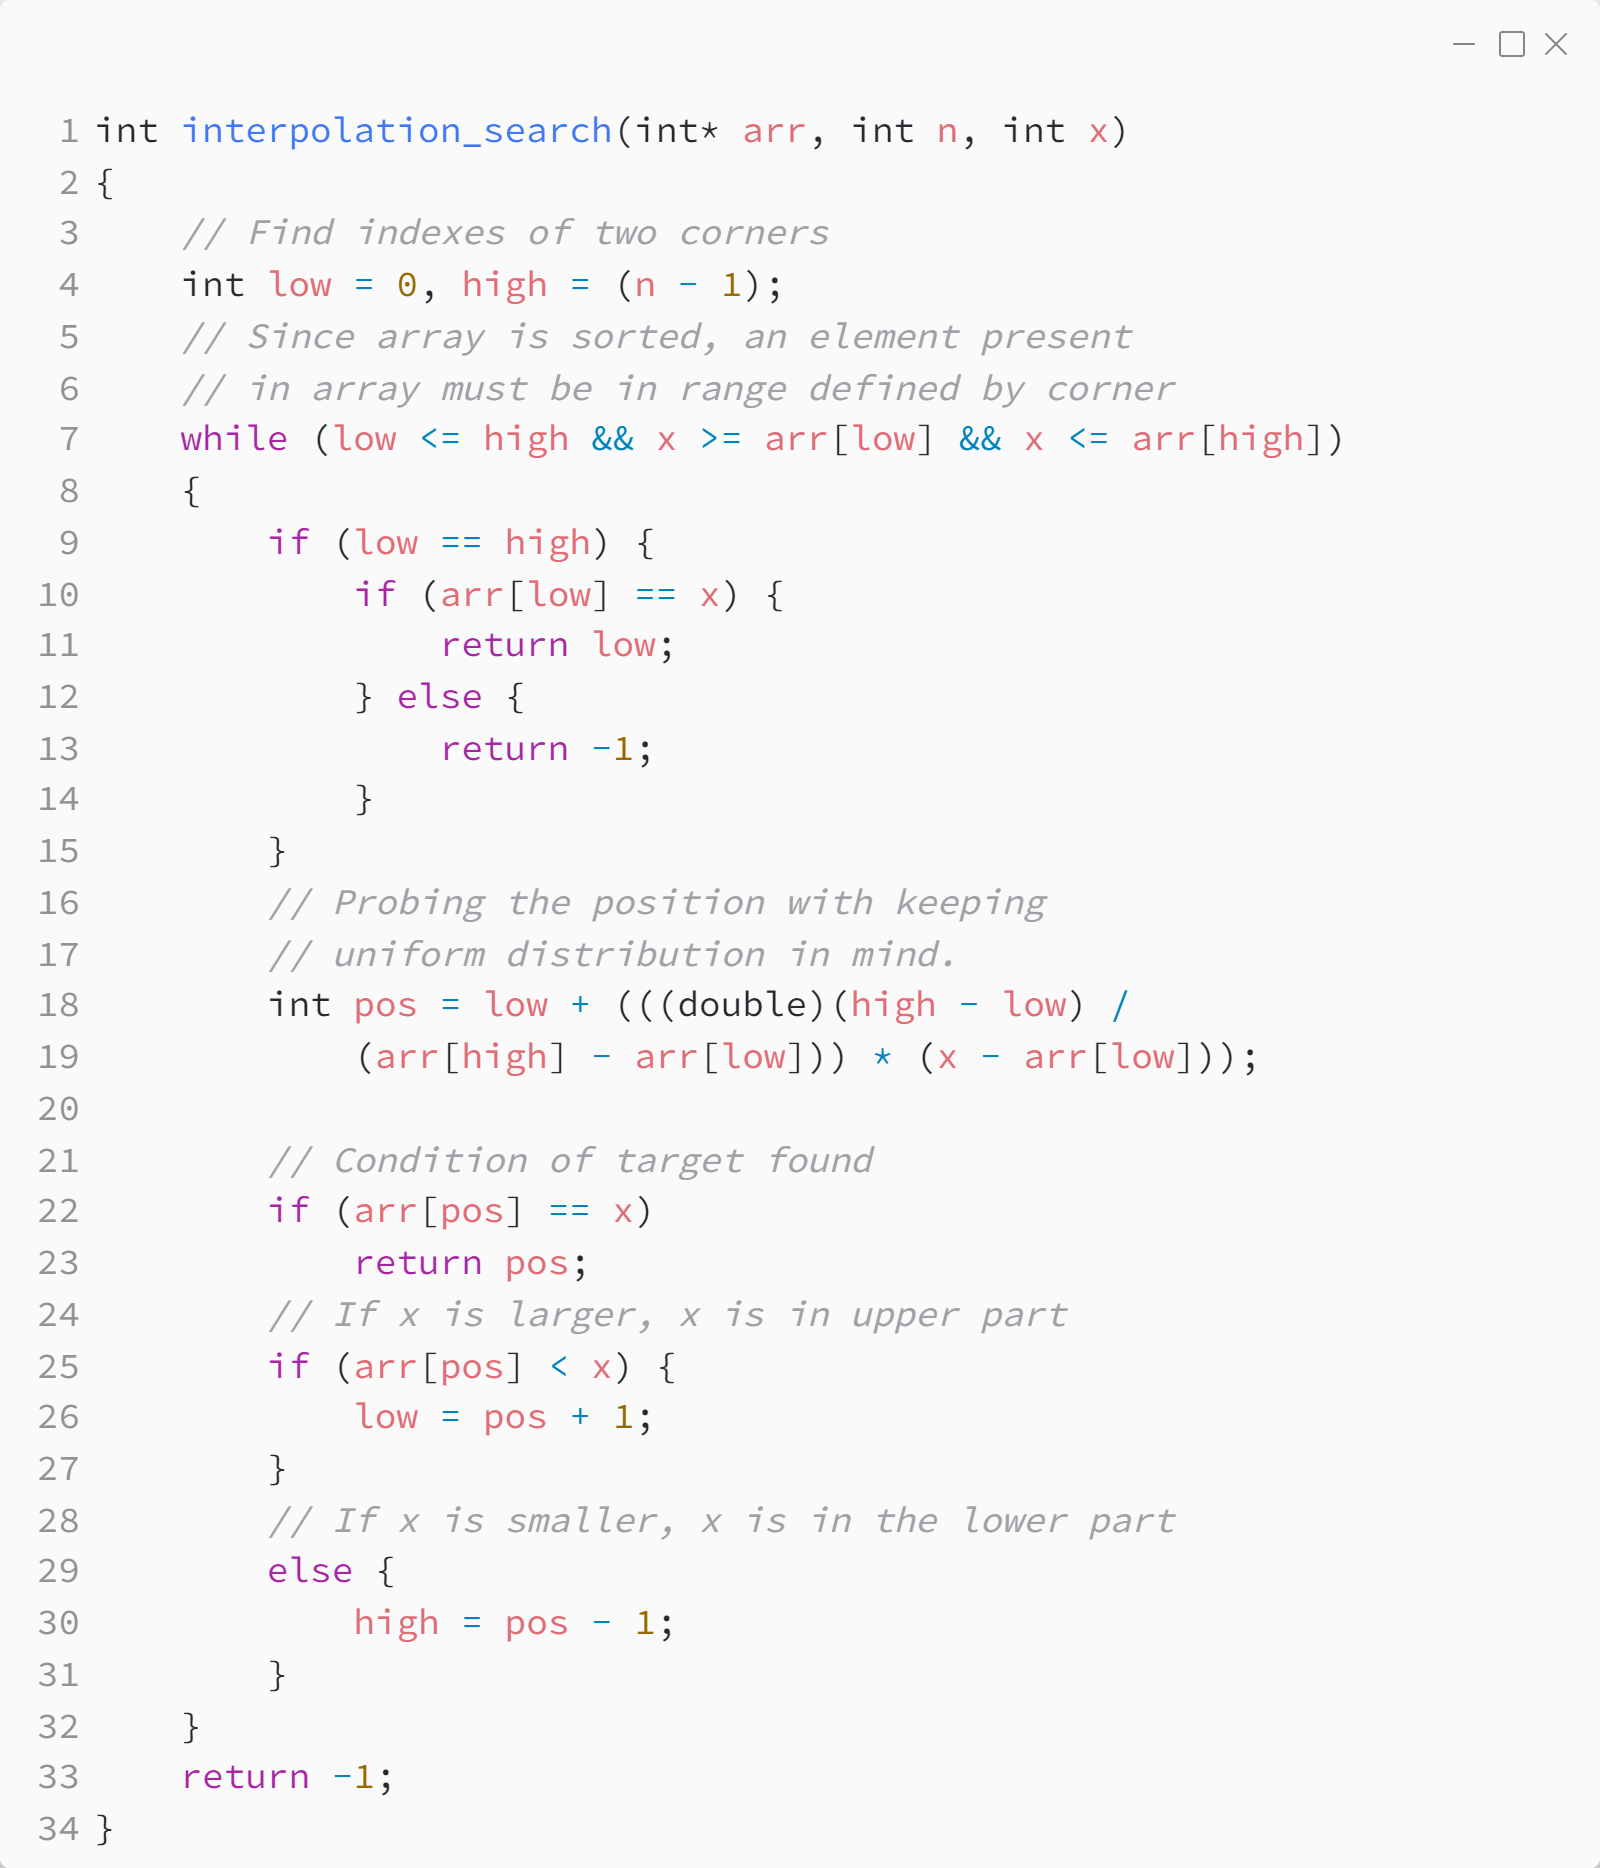 1 int interpolation_search(int* arr, int n, int x)
2 {
3     // Find indexes of two corners
4     int low = 0, high = (n - 1);
5     // Since array is sorted, an element present
6     // in array must be in range defined by corner
7     while (low <= high && x >= arr[low] && x <= arr[high])
8     {
9         if (low == high) {
10             if (arr[low] == x) {
11                 return low;
12             } else {
13                 return -1;
14             }
15         }
16         // Probing the position with keeping
17         // uniform distribution in mind.
18         int pos = low + (((double)(high - low) /
19             (arr[high] - arr[low])) * (x - arr[low]));
20
21         // Condition of target found
22         if (arr[pos] == x)
23             return pos;
24         // If x is larger, x is in upper part
25         if (arr[pos] < x) {
26             low = pos + 1;
27         }
28         // If x is smaller, x is in the lower part
29         else {
30             high = pos - 1;
31         }
32     }
33     return -1;
34 }